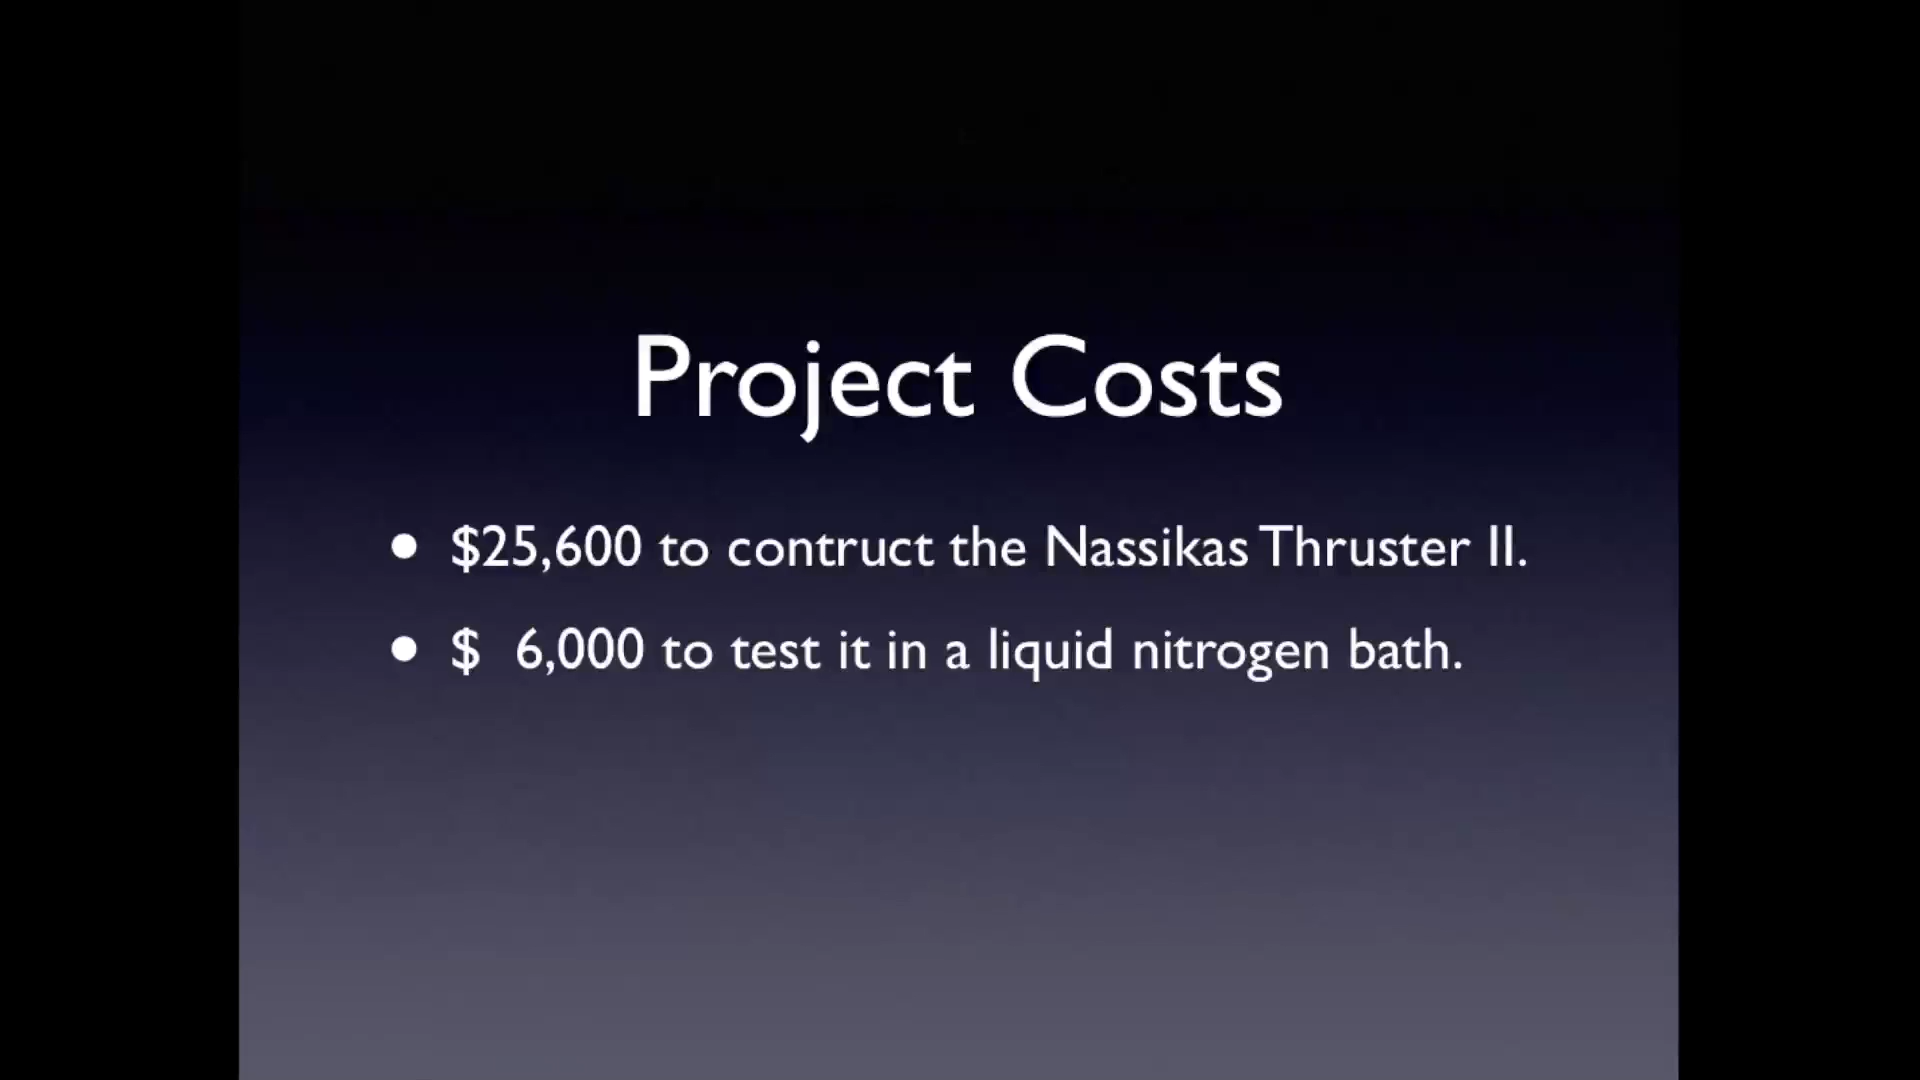 Project Costs
• $25,600 to contruct the Nassikas Thruster II.
• $ 6,000 to test it in a liquid nitrogen bath.